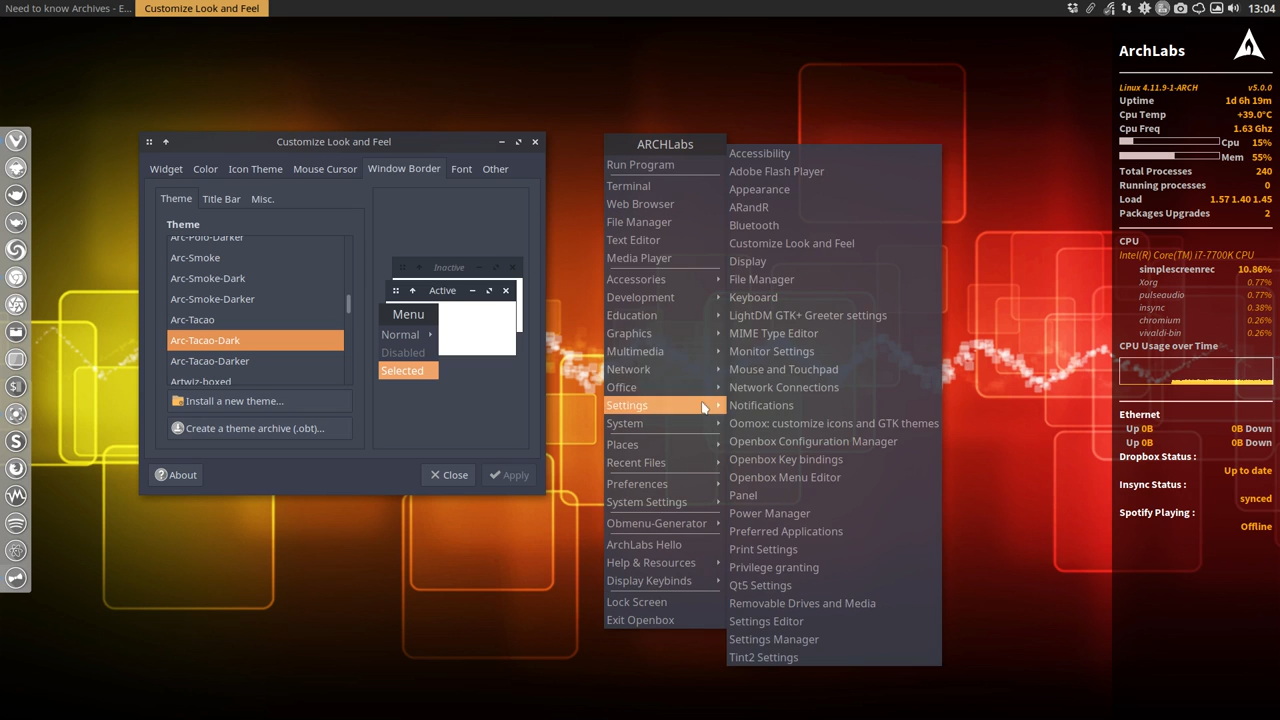 Need to know Archives - E...
Customize Look and Feel
13:04
Customize Look and Feel
Widget
Color
Icon Theme
Mouse Cursor
Window Border
Font
Other
Theme
Title Bar
Misc.
Theme
Arc-Polo-Darker
Arc-Smoke
Arc-Smoke-Dark
Arc-Smoke-Darker
Arc-Tacao
Arc-Tacao-Dark
Arc-Tacao-Darker
Artwiz-boxed
Install a new theme...
Create a theme archive (.obt)...
Inactive
Active
Menu
Normal
Disabled
Selected
About
Close
Apply
ARCHLabs
Run Program
Terminal
Web Browser
File Manager
Text Editor
Media Player
Accessories
Development
Education
Graphics
Multimedia
Network
Office
Settings
System
Places
Recent Files
Preferences
System Settings
Obmenu-Generator
ArchLabs Hello
Help & Resources
Display Keybinds
Lock Screen
Exit Openbox
Accessibility
Adobe Flash Player
Appearance
ARandR
Bluetooth
Customize Look and Feel
Display
File Manager
Keyboard
LightDM GTK+ Greeter settings
MIME Type Editor
Monitor Settings
Mouse and Touchpad
Network Connections
Notifications
Oomox: customize icons and GTK themes
Openbox Configuration Manager
Openbox Key bindings
Openbox Menu Editor
Panel
Power Manager
Preferred Applications
Print Settings
Privilege granting
Qt5 Settings
Removable Drives and Media
Settings Editor
Settings Manager
Tint2 Settings
ArchLabs
Linux 4.11.9-1-ARCH v5.0.0
Uptime 1d 6h 19m
Cpu Temp +39.0°C
Cpu Freq 1.63 Ghz
Cpu 15%
Mem 55%
Total Processes 240
Running processes 0
Load 1.57 1.40 1.45
Packages Upgrades 2
CPU
Intel(R) Core(TM) i7-7700K CPU
simplescreenrec 10.86%
Xorg 0.77%
pulseaudio 0.77%
insync 0.38%
chromium 0.26%
vivaldi-bin 0.26%
CPU Usage over Time
Ethernet
Up 0B 0B Down
Up 0B 0B Down
Dropbox Status :
Up to date
Insync Status :
synced
Spotify Playing :
Offline